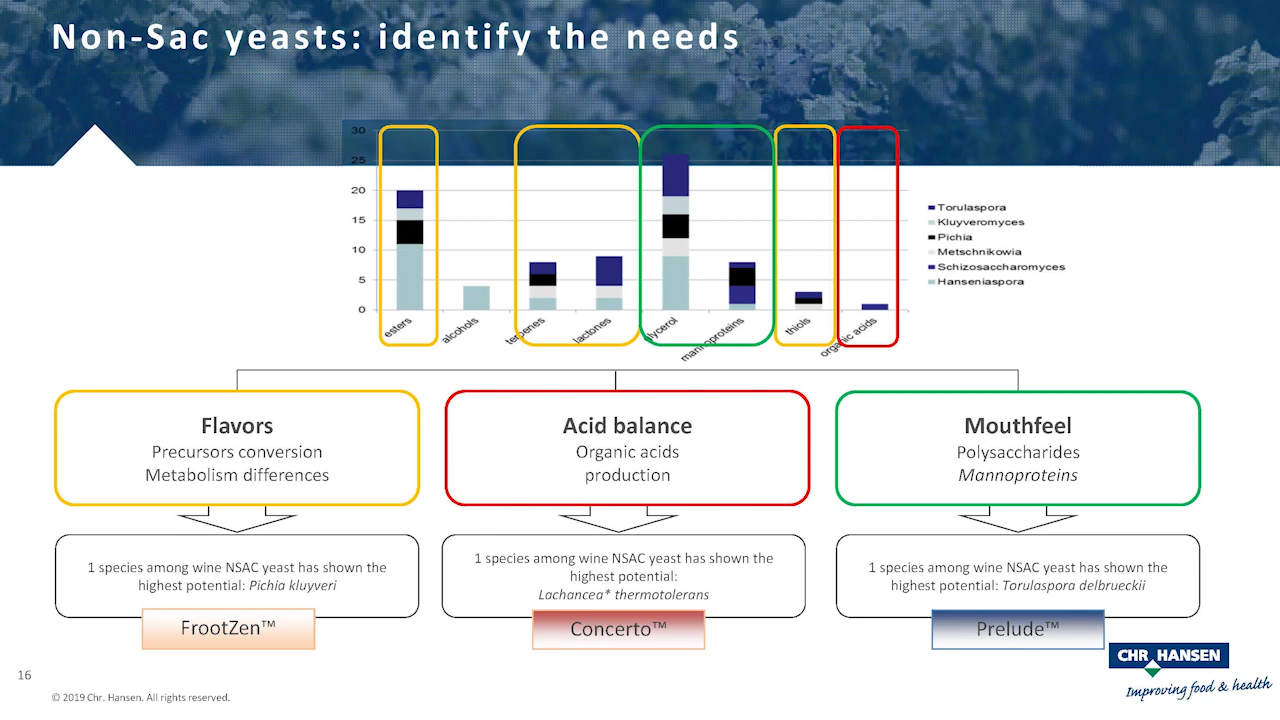 Non-Sac yeasts: identify the needs
30
25
20
15
10
5
0
esters
alcohols
terpenes
lactones
glycerol
mannoproteins
thiols
organic acids
Torulaspora
Kluyveromyces
Pichia
Metschnikowia
Schizosaccharomyces
Hanseniaspora
Flavors
Precursors conversion
Metabolism differences
Acid balance
Organic acids
production
Mouthfeel
Polysaccharides
Mannoproteins
1 species among wine NSAC yeast has shown the
highest potential: Pichia kluyveri
FrootZen™
1 species among wine NSAC yeast has shown the
highest potential:
Lachancea* thermotolerans
Concerto™
1 species among wine NSAC yeast has shown the
highest potential: Torulaspora delbrueckii
Prelude™
CHR HANSEN
Improving food & health
16
© 2019 Chr. Hansen. All rights reserved.